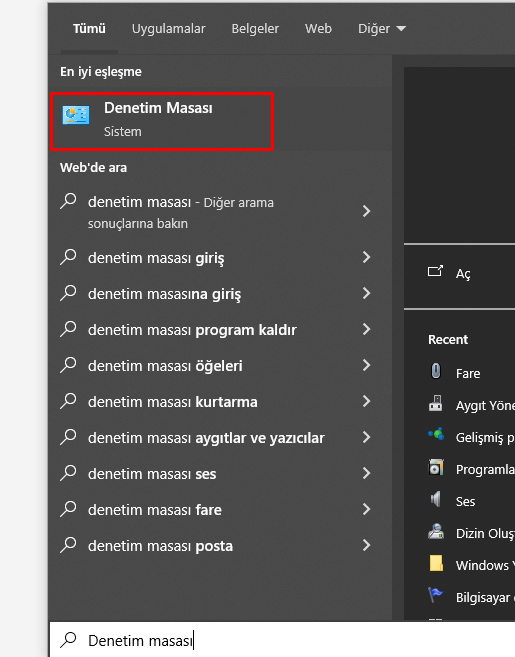 Tümü Uygulamalar Belgeler Web Diğer
En iyi eşleşme
Denetim Masası
Sistem
Web'de ara
denetim masası - Diğer arama
sonuçlarına bakın
denetim masası giriş
denetim masasına giriş
denetim masası program kaldır
denetim masası öğeleri
denetim masası kurtarma
denetim masası aygıtlar ve yazıcılar
denetim masası ses
denetim masası fare
denetim masası posta
Aç
Recent
Fare
Aygıt Yöne
Gelişmiş p
Programla
Ses
Dizin Oluşt
Windows Y
Bilgisayar
Denetim masası